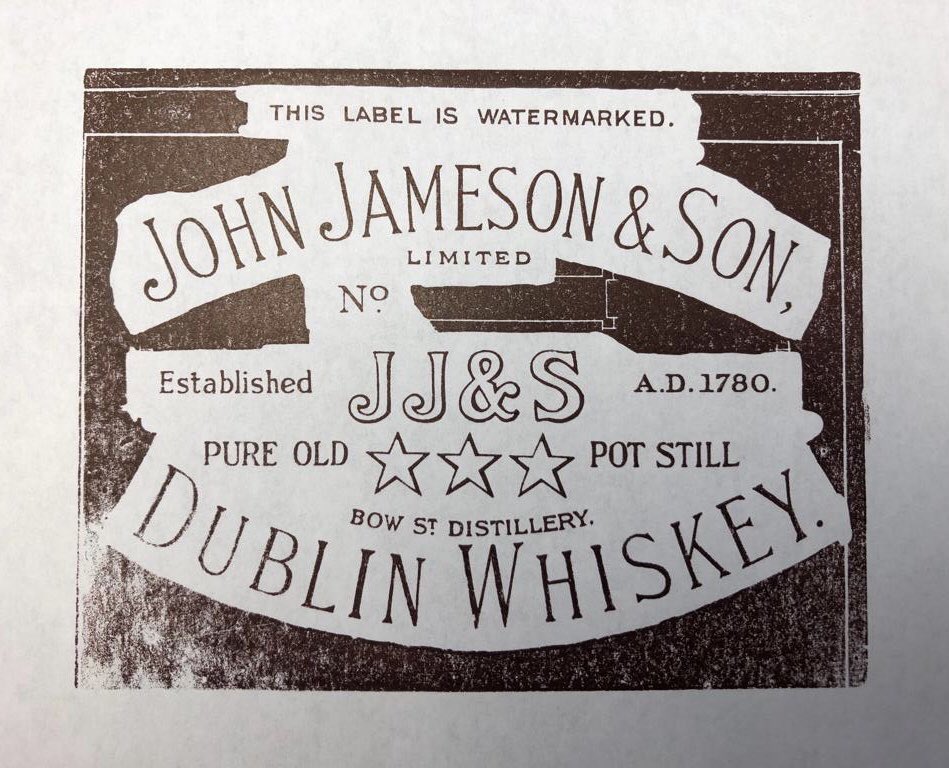 THIS LABEL IS WATERMARKED.
JOHN JAMESON & SON,
LIMITED
No
Established JJ&S A.D. 1780.
PURE OLD ☆☆☆ POT STILL
BOW ST DISTILLERY.
DUBLIN WHISKEY.